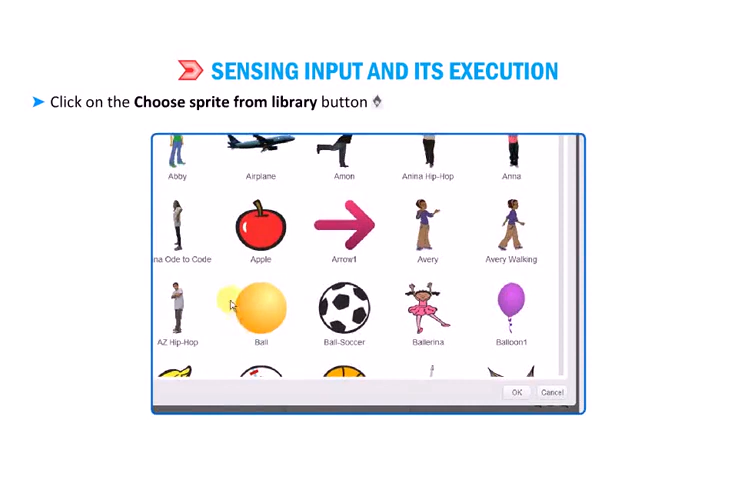 SENSING INPUT AND ITS EXECUTION
Click on the Choose sprite from library button
Abby Airplane Amon Anina Hip-Hop Anna
na Ode to Code Apple Arrow1 Avery Avery Walking
AZ Hip-Hop Ball Ball-Soccer Ballerina Balloon1
OK Cancel